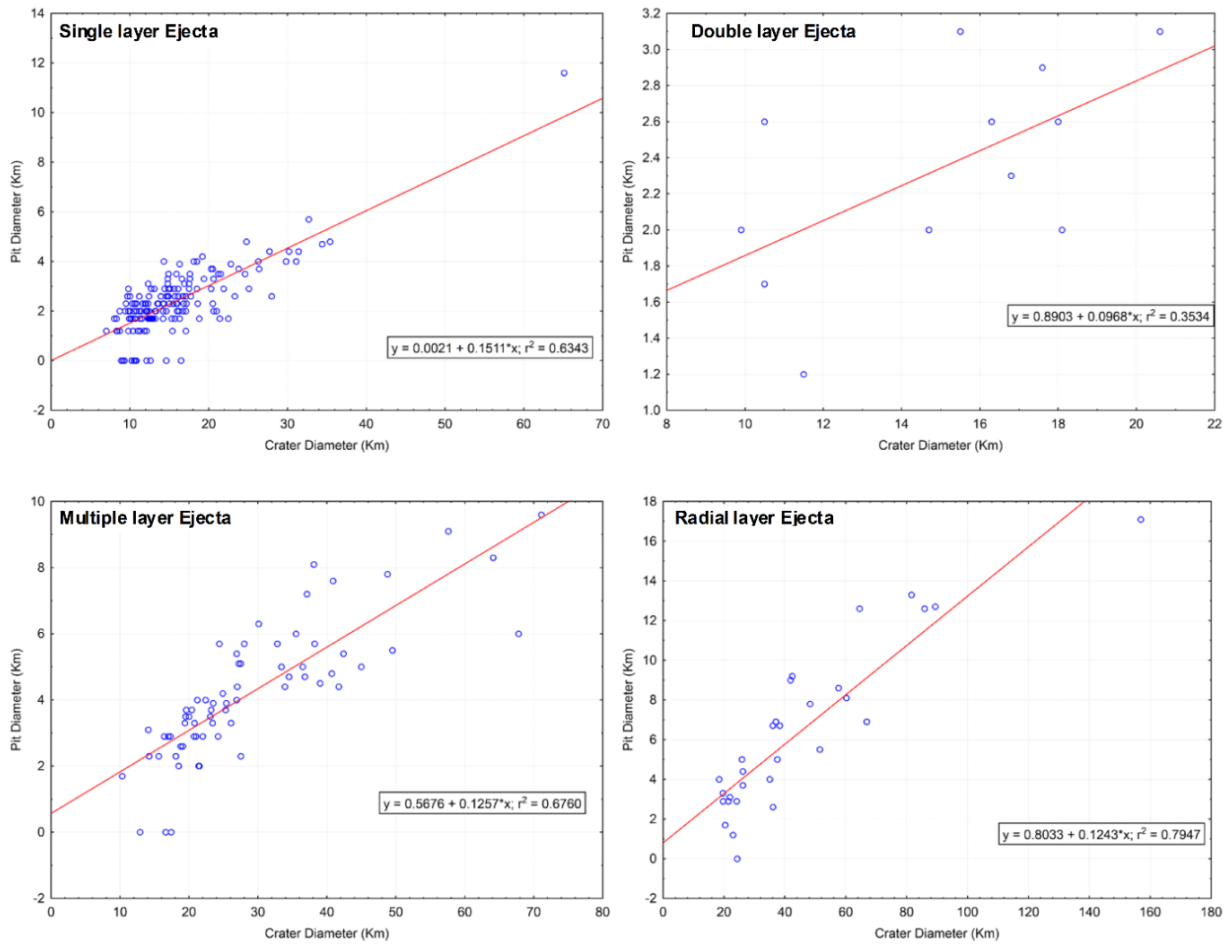 Single layer Ejecta
14
12
10
8
6
4
2
0
-2
Pit Diameter (Km)
y = 0.0021 + 0.1511*x; r² = 0.6343
0 10 20 30 40 50 60 70
Crater Diameter (Km)
Double layer Ejecta
3.2
3.0
2.8
2.6
2.4
2.2
2.0
1.8
1.6
1.4
1.2
1.0
Pit Diameter (Km)
y = 0.8903 + 0.0968*x; r² = 0.3534
8 10 12 14 16 18 20 22
Crater Diameter (Km)
Multiple layer Ejecta
10
8
6
4
2
0
-2
Pit Diameter (Km)
y = 0.5676 + 0.1257*x; r² = 0.6760
0 10 20 30 40 50 60 70 80
Crater Diameter (Km)
Radial layer Ejecta
18
16
14
12
10
8
6
4
2
0
-2
Pit Diameter (Km)
y = 0.8033 + 0.1243*x; r² = 0.7947
0 20 40 60 80 100 120 140 160 180
Crater Diameter (Km)